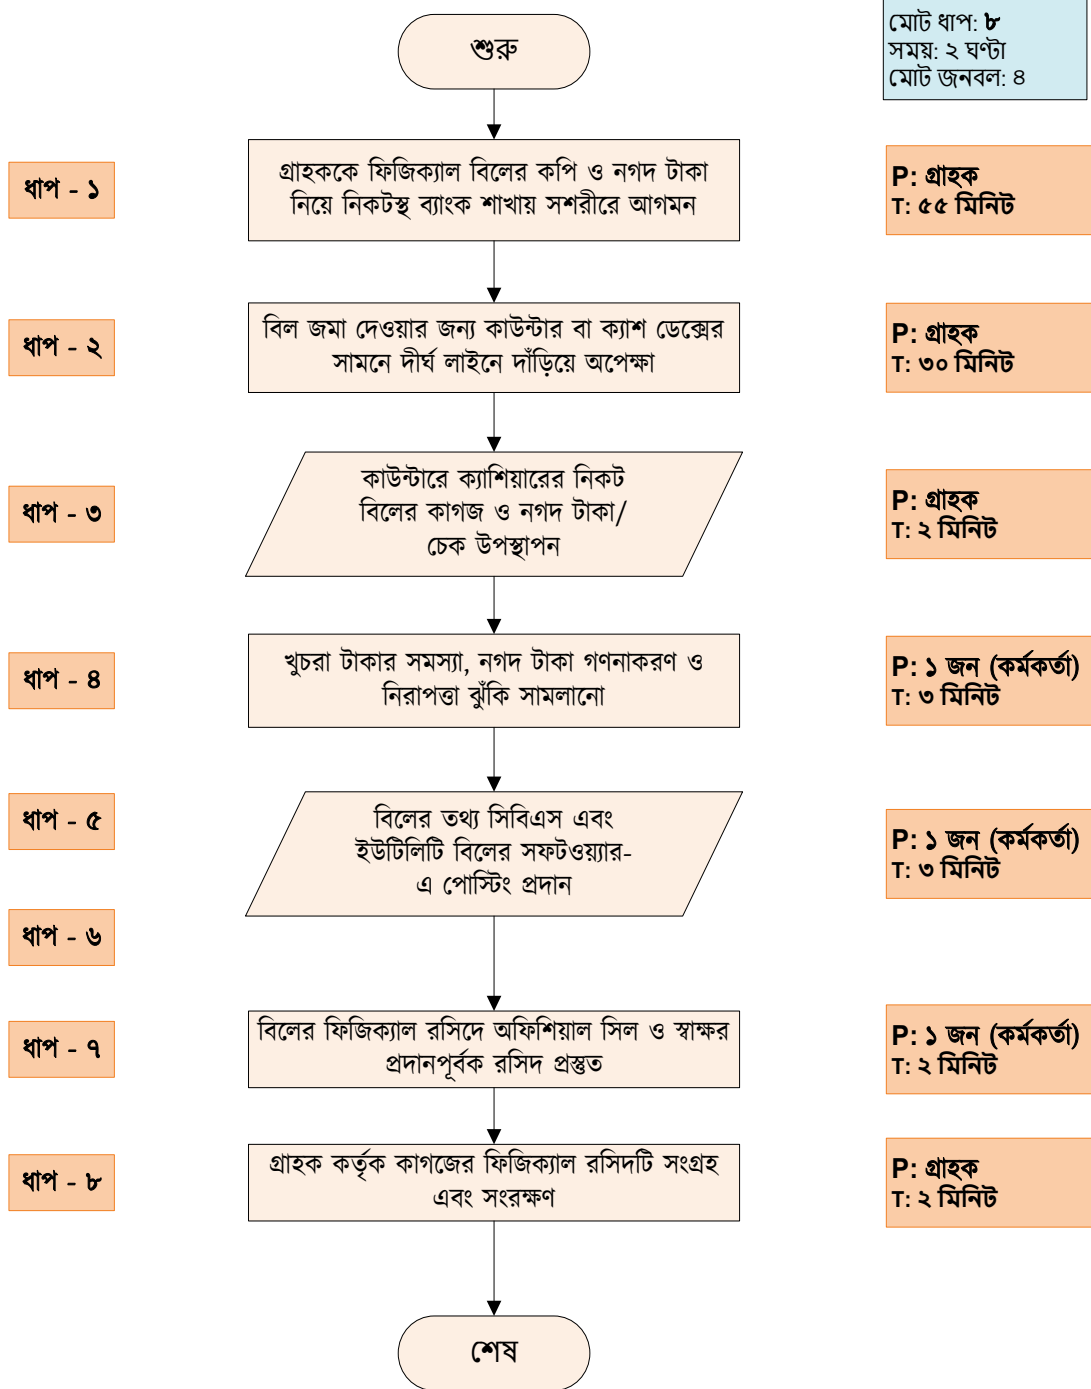 মোট ধাপ: ৮
সময়: ২ ঘণ্টা
মোট জনবল: ৪
শুরু
ধাপ - ১
গ্রাহককে ফিজিক্যাল বিলের কপি ও নগদ টাকা
নিয়ে নিকটস্থ ব্যাংক শাখায় সশরীরে আগমন
P: গ্রাহক
T: ৫৫ মিনিট
ধাপ - ২
বিল জমা দেওয়ার জন্য কাউন্টার বা ক্যাশ ডেক্সের
সামনে দীর্ঘ লাইনে দাঁড়িয়ে অপেক্ষা
P: গ্রাহক
T: ৩০ মিনিট
ধাপ - ৩
কাউন্টারে ক্যাশিয়ারের নিকট
বিলের কাগজ ও নগদ টাকা/
চেক উপস্থাপন
P: গ্রাহক
T: ২ মিনিট
ধাপ - ৪
খুচরা টাকার সমস্যা, নগদ টাকা গণনাকরণ ও
নিরাপত্তা ঝুঁকি সামলানো
P: ১ জন (কর্মকর্তা)
T: ৩ মিনিট
ধাপ - ৫
বিলের তথ্য সিবিএস এবং
ইউটিলিটি বিলের সফটওয়্যার-
এ পোস্টিং প্রদান
P: ১ জন (কর্মকর্তা)
T: ৩ মিনিট
ধাপ - ৬
ধাপ - ৭
বিলের ফিজিক্যাল রসিদে অফিশিয়াল সিল ও স্বাক্ষর
প্রদানপূর্বক রসিদ প্রস্তুত
P: ১ জন (কর্মকর্তা)
T: ২ মিনিট
ধাপ - ৮
গ্রাহক কর্তৃক কাগজের ফিজিক্যাল রসিদটি সংগ্রহ
এবং সংরক্ষণ
P: গ্রাহক
T: ২ মিনিট
শেষ